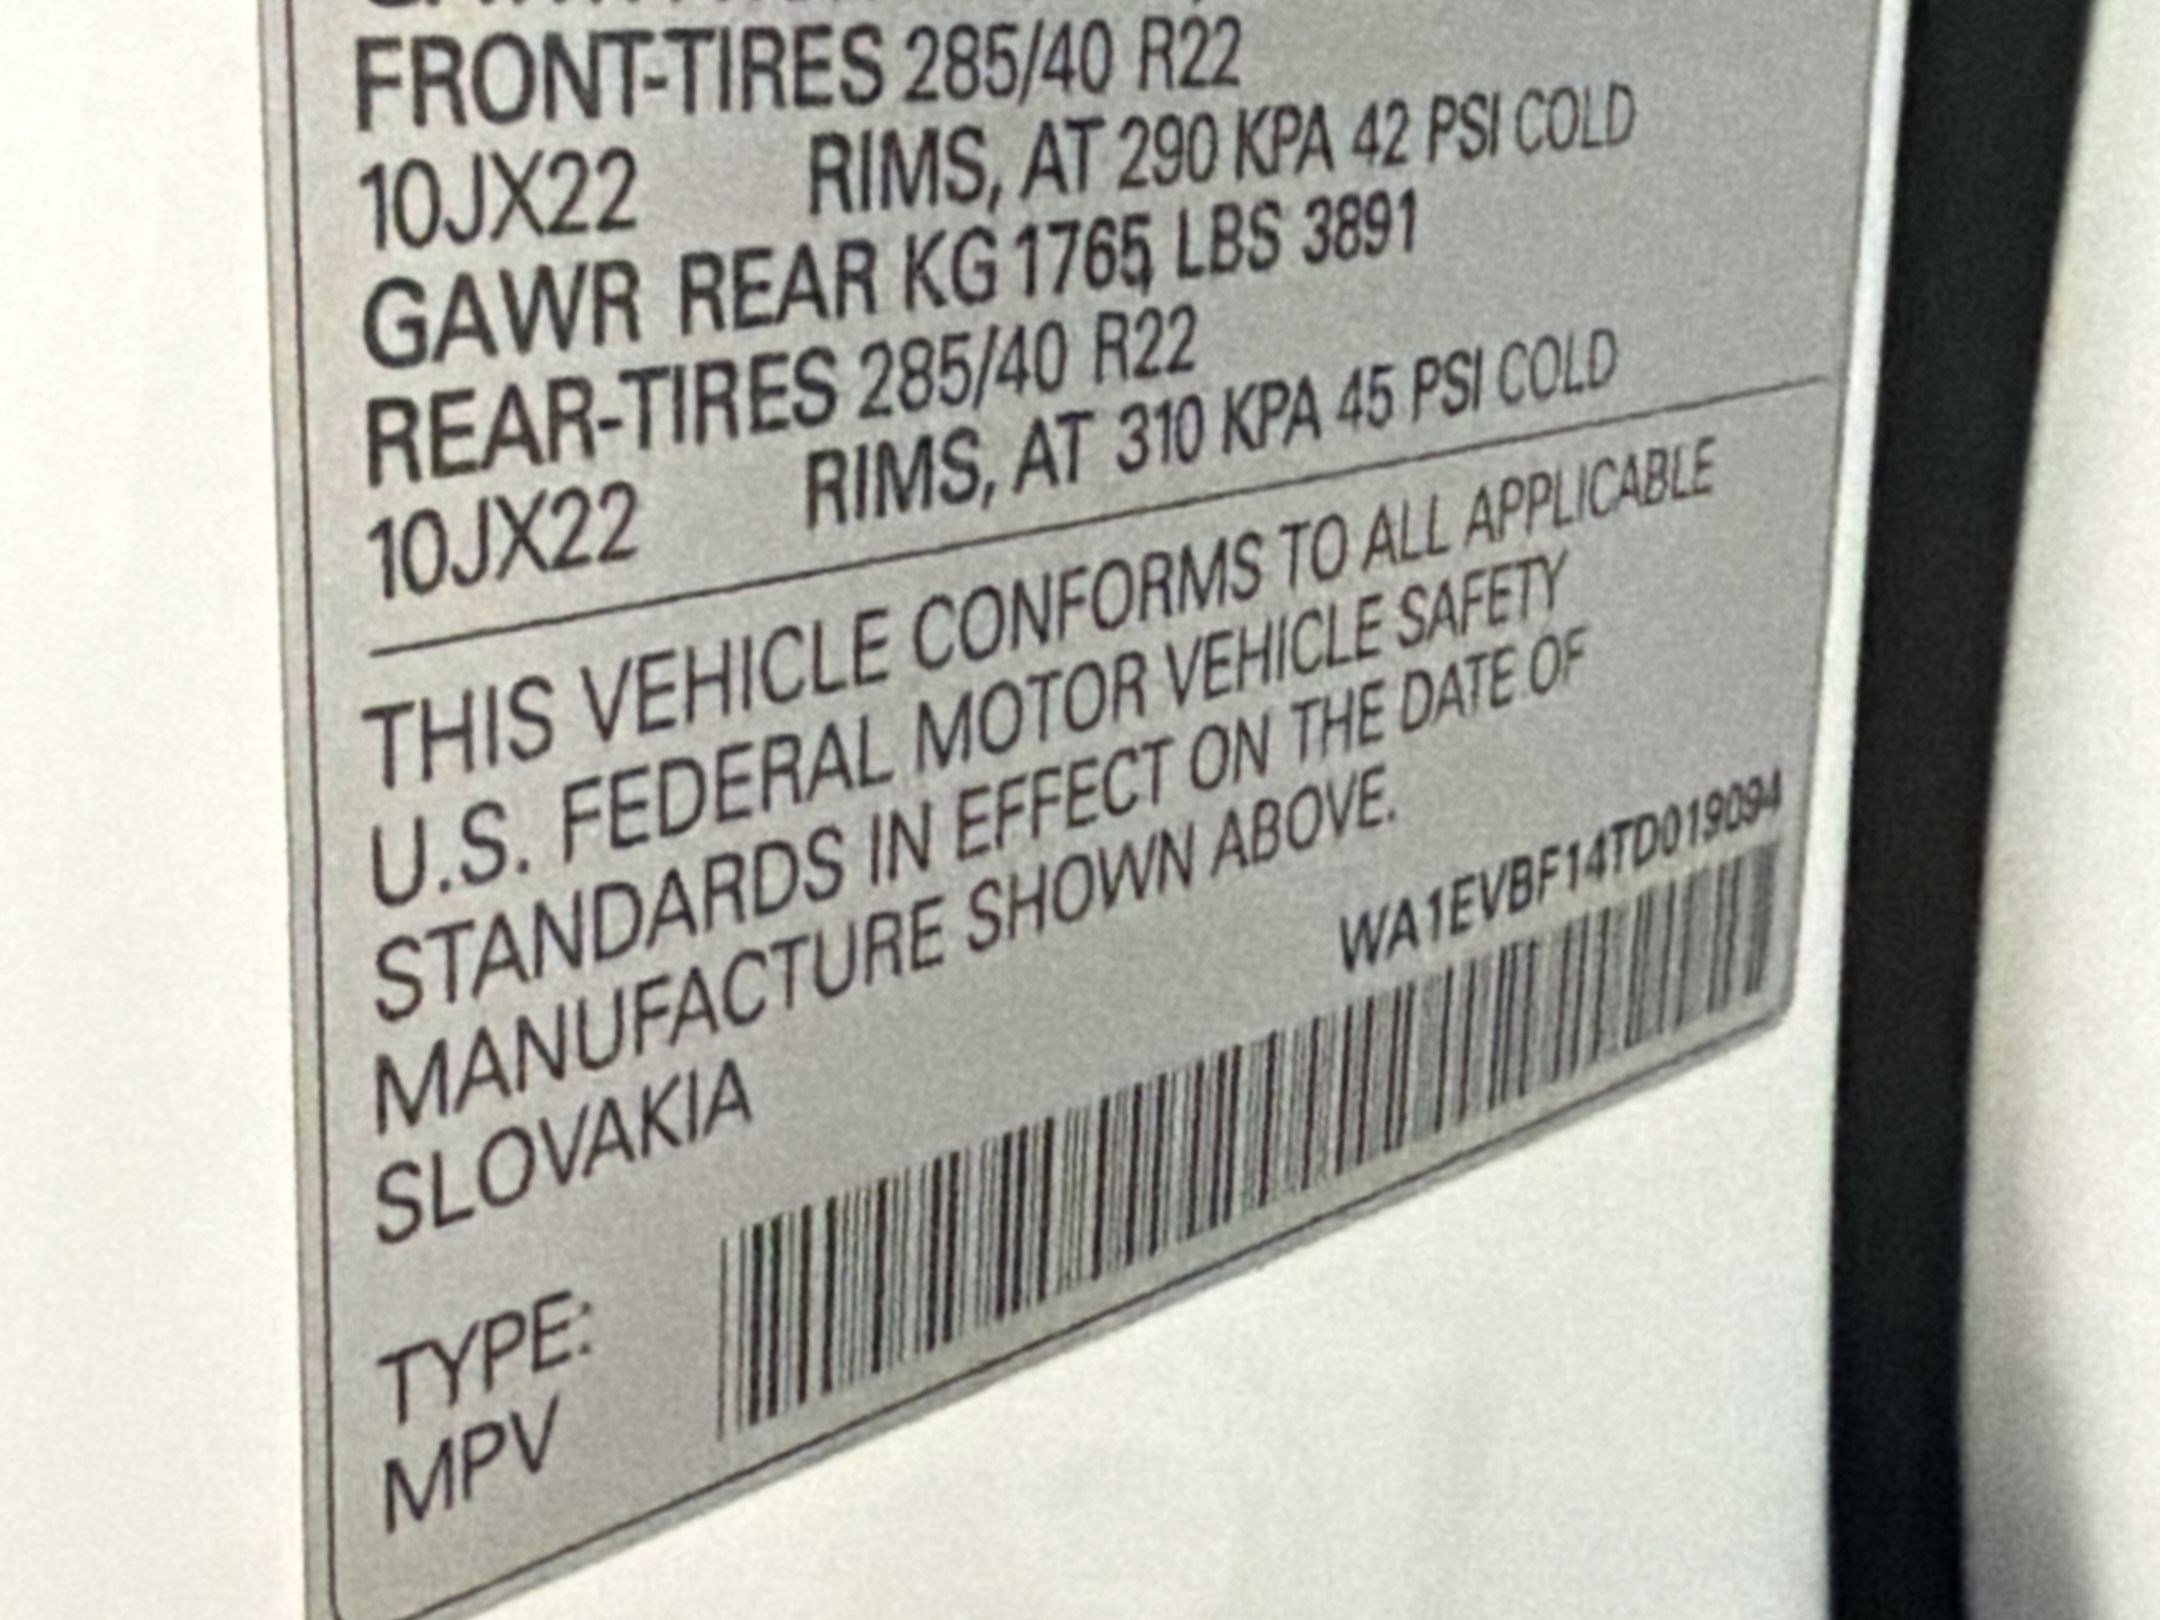 FRONT-TIRES 285/40 R22
10JX22 RIMS, AT 290 KPA 42 PSI COLD
GAWR REAR KG 1765, LBS 3891
REAR-TIRES 285/40 R22
10JX22 RIMS, AT 310 KPA 45 PSI COLD
THIS VEHICLE CONFORMS TO ALL APPLICABLE
U.S. FEDERAL MOTOR VEHICLE SAFETY
STANDARDS IN EFFECT ON THE DATE OF
MANUFACTURE SHOWN ABOVE.
SLOVAKIA
WA1EVBF14TD019094
TYPE:
MPV